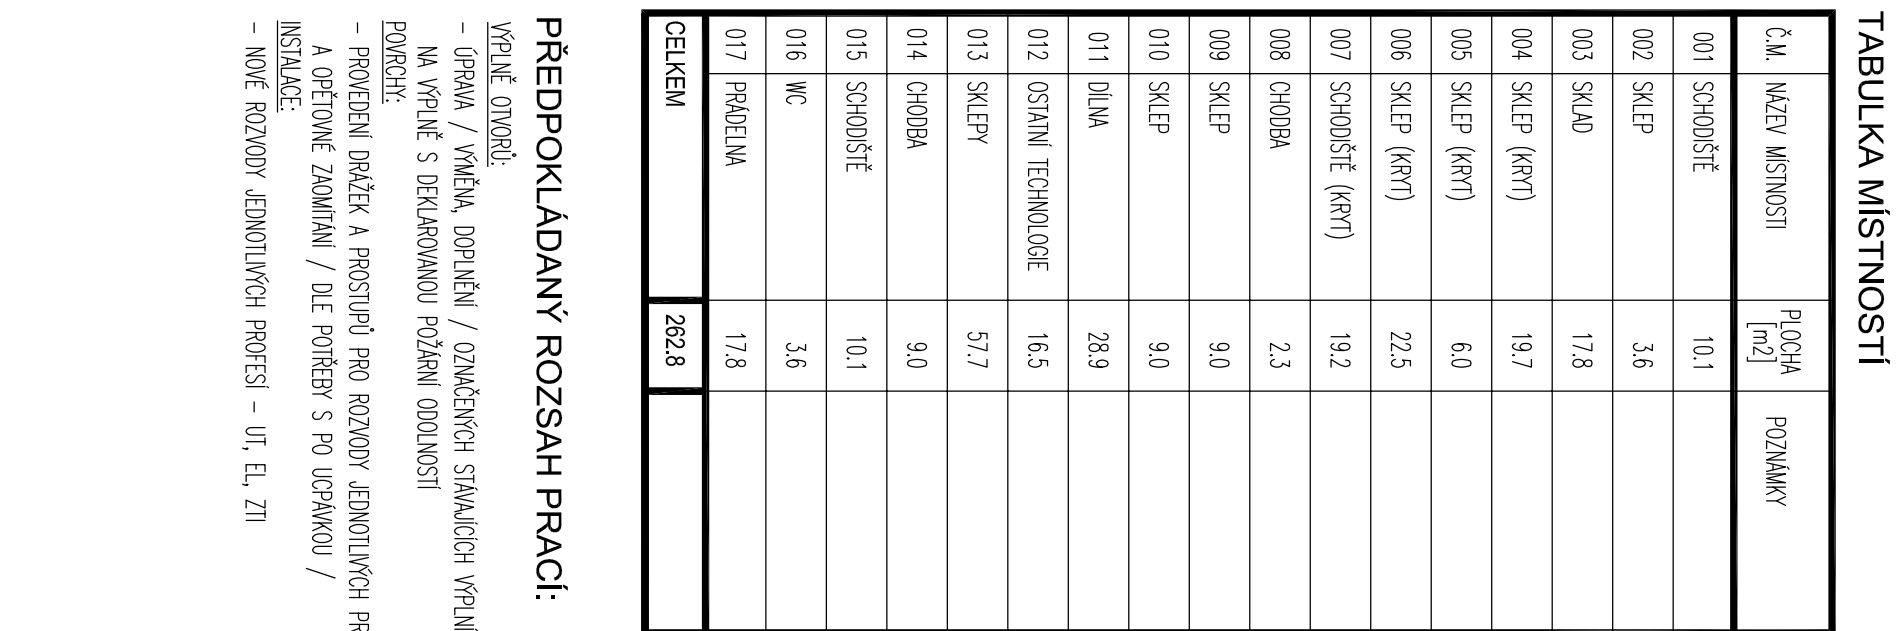 TABULKA MÍSTNOSTÍ
Č.M. NÁZEV MÍSTNOSTI PLOCHA [m2] POZNÁMKY
001 SCHODIŠTĚ 10.1
002 SKLEP 3.6
003 SKLAD 17.8
004 SKLEP (KRYT) 19.7
005 SKLEP (KRYT) 6.0
006 SKLEP (KRYT) 22.5
007 SCHODIŠTĚ (KRYT) 19.2
008 CHODBA 2.3
009 SKLEP 9.0
010 SKLEP 9.0
011 DÍLNA 28.9
012 OSTATNÍ TECHNOLOGIE 16.5
013 SKLEPY 57.7
014 CHODBA 9.0
015 SCHODIŠTĚ 10.1
016 WC 3.6
017 PRÁDELNA 17.8
CELKEM 262.8
PŘEDPOKLÁDANÝ ROZSAH PRACÍ:
VÝPLNĚ OTVORŮ:
- ÚPRAVA / VÝMĚNA, DOPLNĚNÍ / OZNAČENÝCH STÁVAJÍCÍCH VÝPLNÍ
NA VÝPLNĚ S DEKLAROVANOU POŽÁRNÍ ODOLNOSTÍ
POVRCHY:
- PROVEDENÍ DRÁŽEK A PROSTUPŮ PRO ROZVODY JEDNOTLIVÝCH PR
A OPĚTOVNÉ ZAOMÍTÁNÍ / DLE POTŘEBY S PO UCPÁVKOU /
INSTALACE:
- NOVÉ ROZVODY JEDNOTLIVÝCH PROFESÍ - UT, EL, ZTI